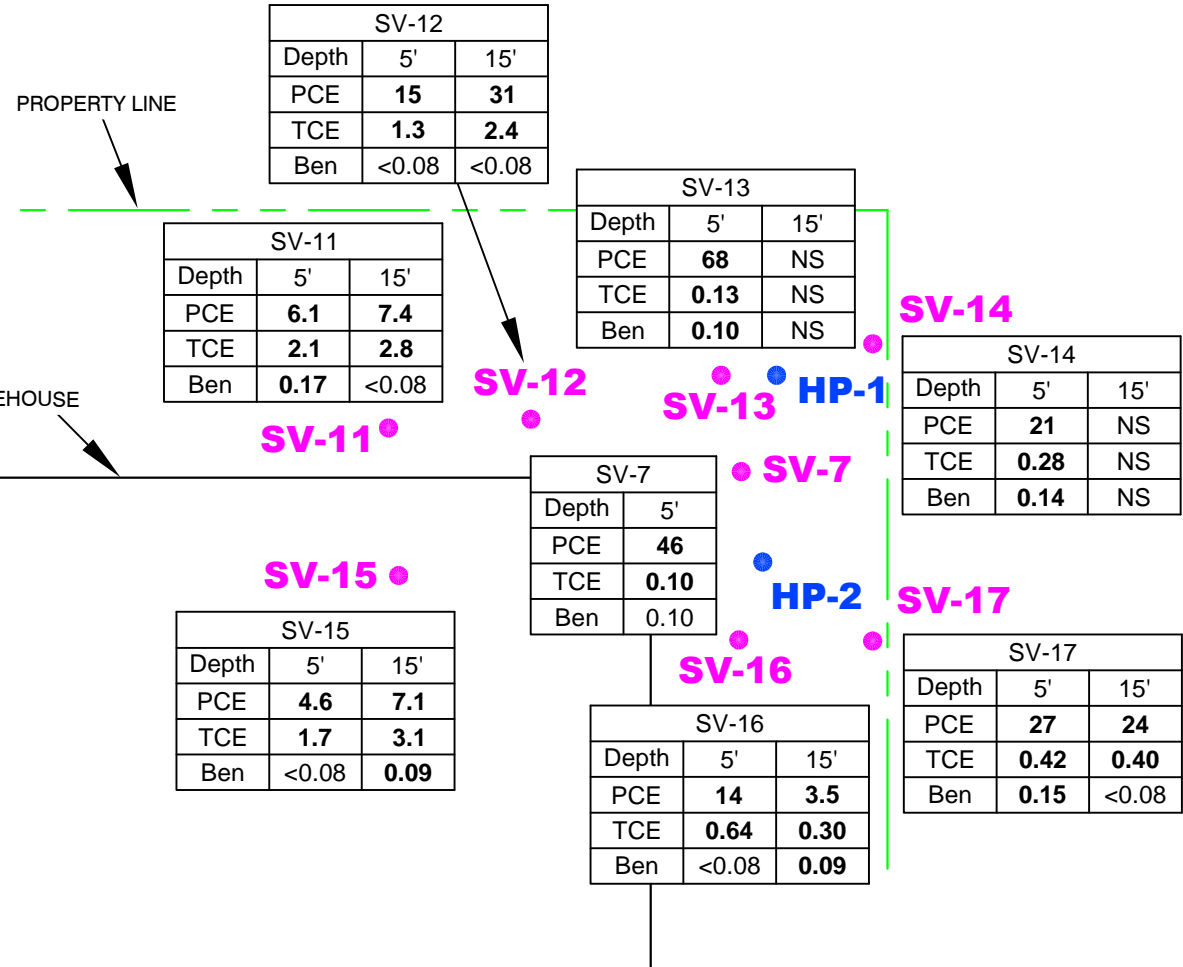 SV-12
Depth 5' 15'
PCE 15 31
TCE 1.3 2.4
Ben <0.08 <0.08
PROPERTY LINE
SV-13
Depth 5' 15'
PCE 68 NS
TCE 0.13 NS
Ben 0.10 NS
SV-11
Depth 5' 15'
PCE 6.1 7.4
TCE 2.1 2.8
Ben 0.17 <0.08
SV-14
SV-14
Depth 5' 15'
PCE 21 NS
TCE 0.28 NS
Ben 0.14 NS
SV-12
SV-13
HP-1
EHOUSE
SV-11
SV-7
SV-7
Depth 5'
PCE 46
TCE 0.10
Ben 0.10
SV-15
HP-2
SV-17
SV-15
Depth 5' 15'
PCE 4.6 7.1
TCE 1.7 3.1
Ben <0.08 0.09
SV-16
SV-17
Depth 5' 15'
PCE 27 24
TCE 0.42 0.40
Ben 0.15 <0.08
SV-16
Depth 5' 15'
PCE 14 3.5
TCE 0.64 0.30
Ben <0.08 0.09